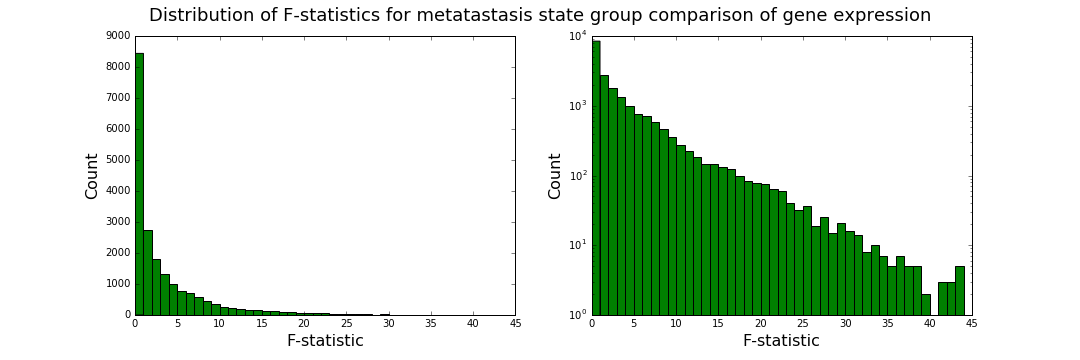 Distribution of F-statistics for metatastasis state group comparison of gene expression
9000
8000
7000
6000
5000
4000
3000
2000
1000
0
Count
0 5 10 15 20 25 30 35 40 45
F-statistic
10^4
10^3
10^2
10^1
10^0
Count
0 5 10 15 20 25 30 35 40 45
F-statistic